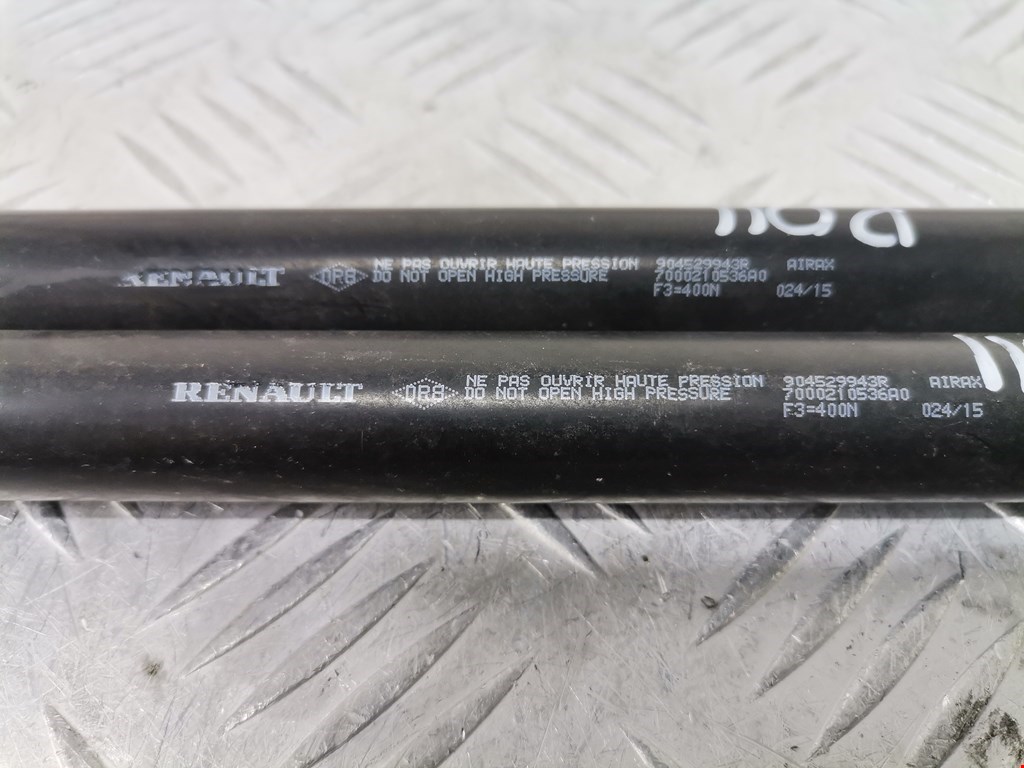 RENAULT NE PAS OUVRIR HAUTE PRESSION 904529943R AIRAX
DO NOT OPEN HIGH PRESSURE 7000210536A0
F3=400N 024/15
RENAULT NE PAS OUVRIR HAUTE PRESSION 904529943R AIRAX
DO NOT OPEN HIGH PRESSURE 7000210536A0
F3=400N 024/15